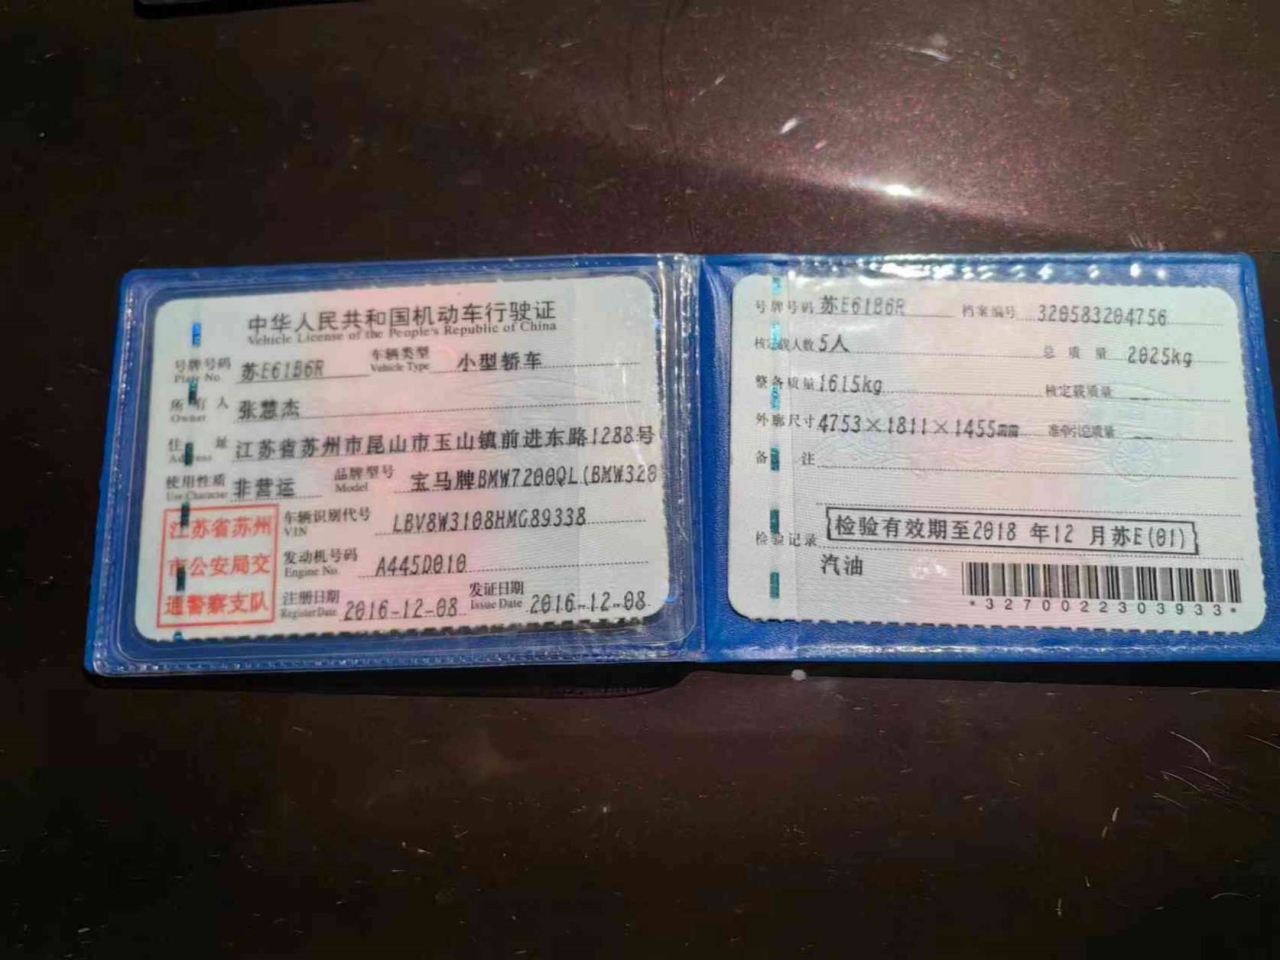 中华人民共和国机动车行驶证
Vehicle License of the People's Republic of China
号牌号码 苏E61B6R 车辆类型 小型轿车
Plate No. Vehicle Type
所有人 张慧杰
Owner
住址 江苏省苏州市昆山市玉山镇前进东路1288号
Address
使用性质 非营运 品牌型号 宝马牌BMW7200QL(BMW328
Use Character Model
江苏省苏州
市公安局交
通警察支队
车辆识别代号 LBV8W3108HMG89338
VIN
发动机号码 A445D010
Engine No.
注册日期 2016-12-08 发证日期 2016-12-08
Register Date Issue Date
号牌号码 苏E61B6R 档案编号 320583204756
核定载人数 5人 总质量 2025kg
整备质量 1615kg 核定载质量 --
外廓尺寸 4753×1811×1455mm 准牵引总质量 --
备注
检验记录 检验有效期至2018 年12 月苏E(01)
汽油
*3270022303933*